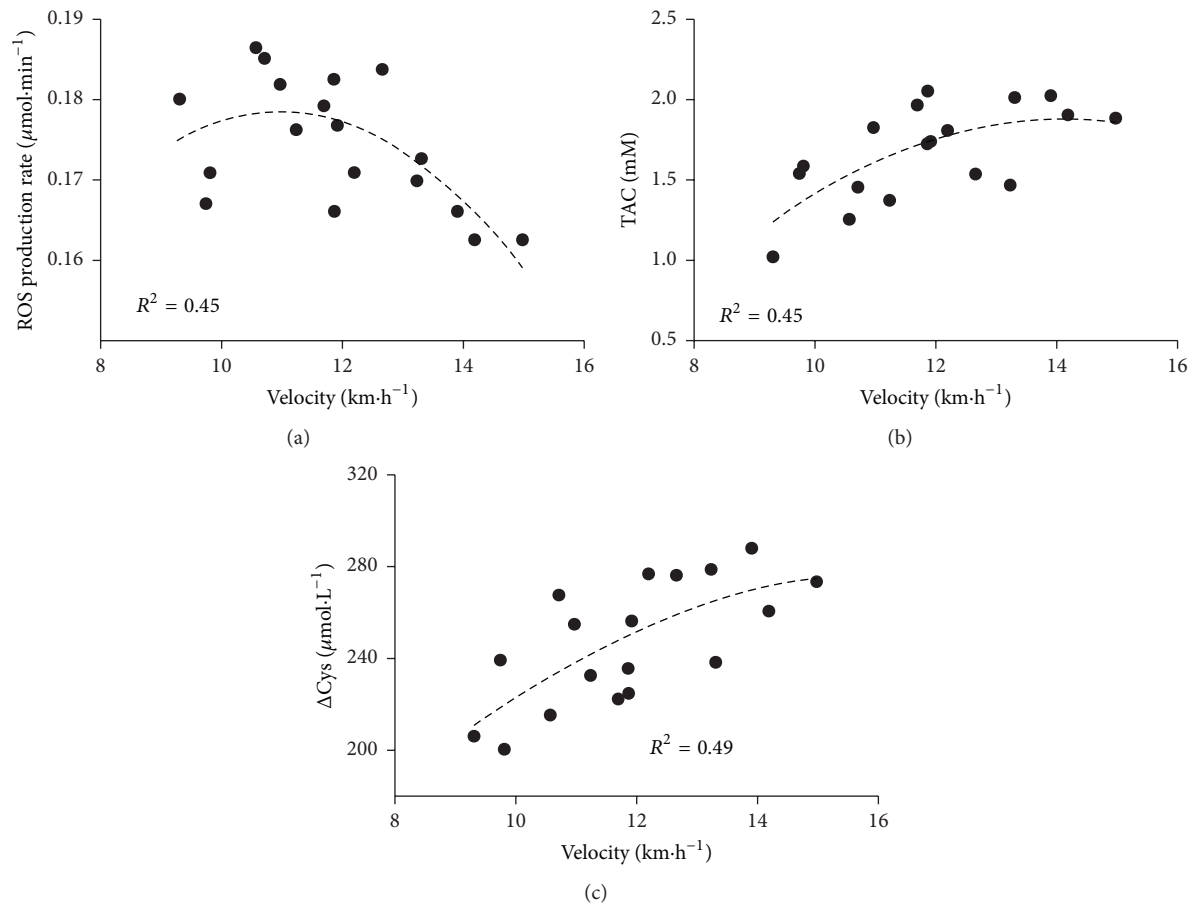 0.19
0.18
0.17
0.16
ROS production rate (μmol·min⁻¹)
R² = 0.45
8 10 12 14 16
Velocity (km·h⁻¹)
(a)
2.5
2.0
1.5
1.0
0.5
TAC (mM)
R² = 0.45
8 10 12 14 16
Velocity (km·h⁻¹)
(b)
320
280
240
200
ΔCys (μmol·L⁻¹)
R² = 0.49
8 10 12 14 16
Velocity (km·h⁻¹)
(c)